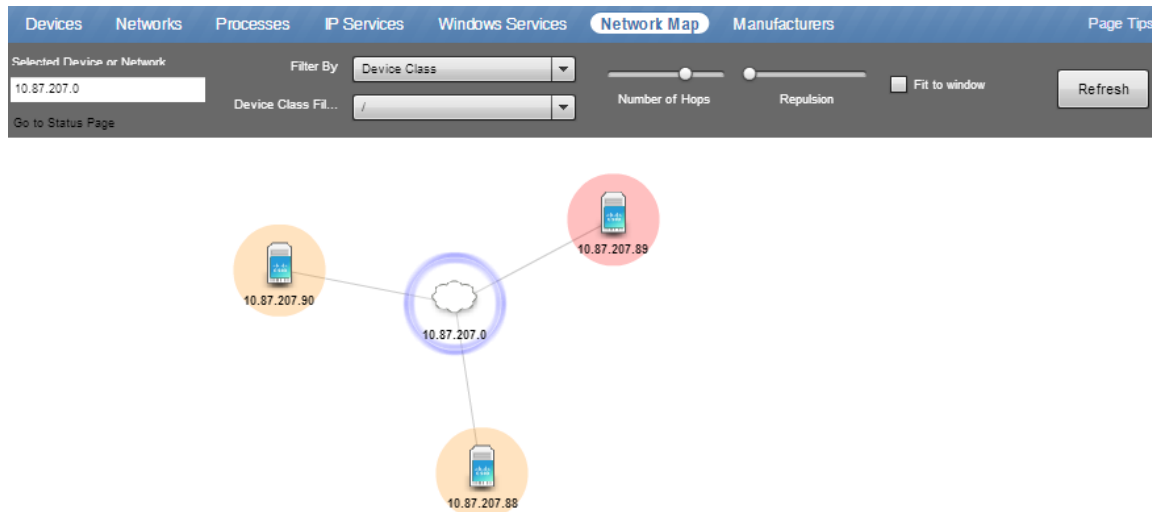 Devices Networks Processes IP Services Windows Services Network Map Manufacturers Page Tips
Selected Device or Network
10.87.207.0
Go to Status Page
Filter By Device Class
Device Class Fil... /
Number of Hops Repulsion
Fit to window
Refresh
10.87.207.89
10.87.207.90
10.87.207.0
10.87.207.88